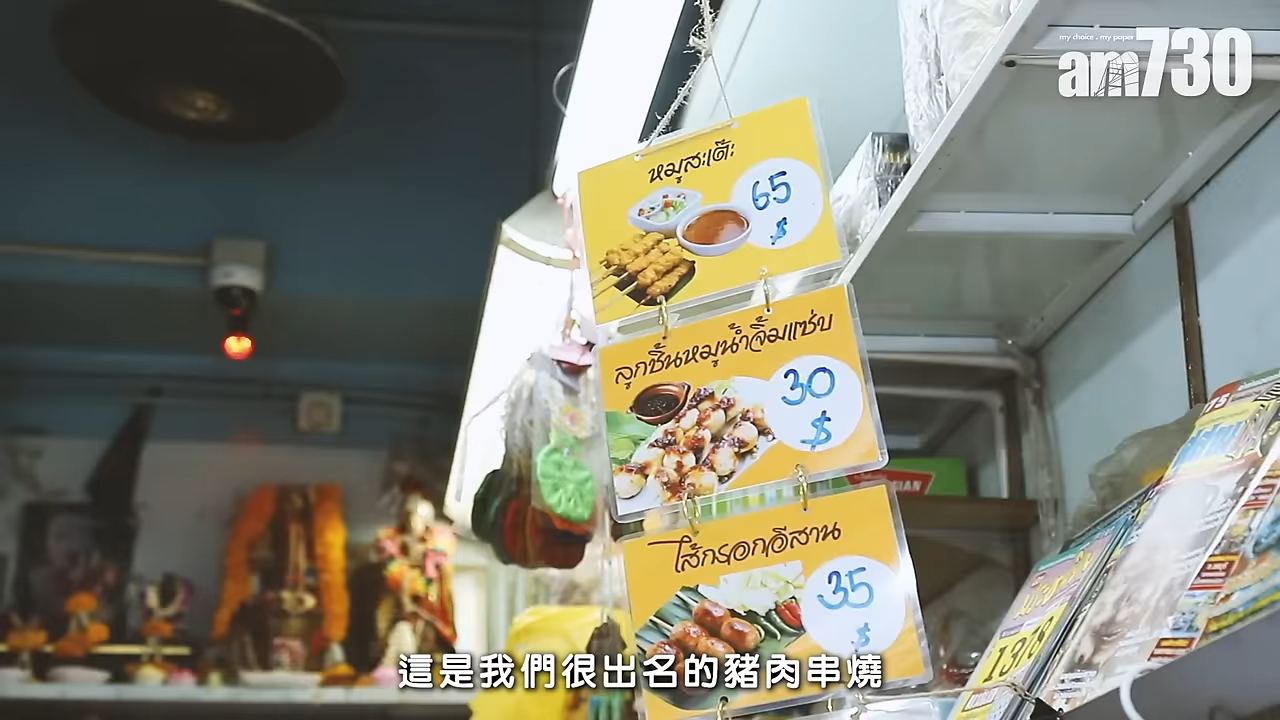 my choice . my paper
am730
หมูสะเต๊ะ
65
$
ลูกชิ้นหมูน้ำจิ้มแซ่บ
30
$
ไส้กรอกอีสาน
35
$
這是我們很出名的豬肉串燒